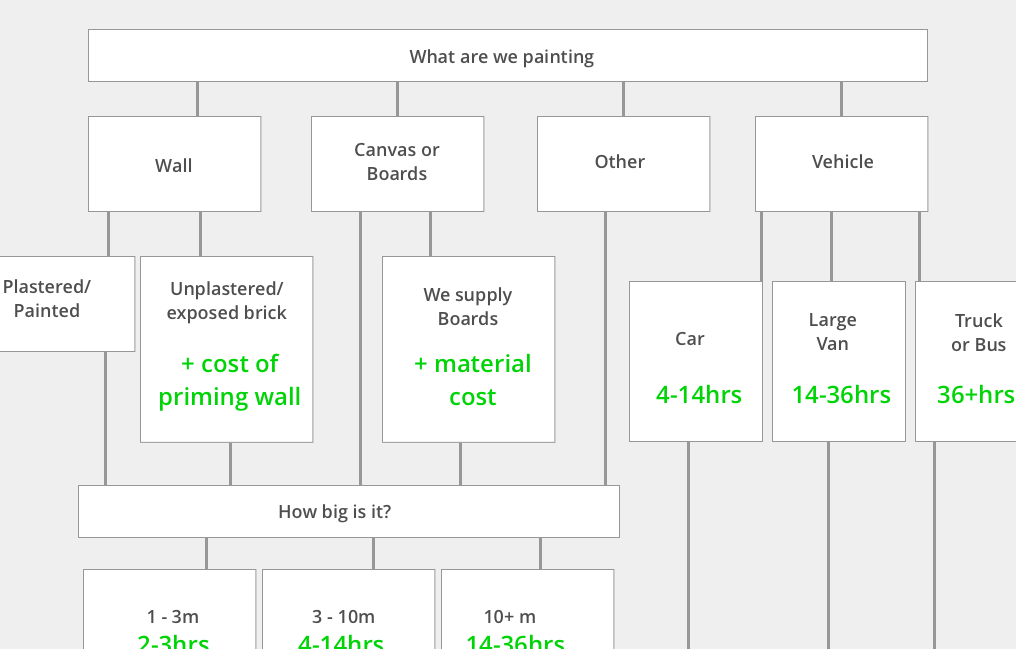 What are we painting
Wall
Canvas or
Boards
Other
Vehicle
Plastered/
Painted
Unplastered/
exposed brick
+ cost of
priming wall
We supply
Boards
+ material
cost
Car
4-14hrs
Large
Van
14-36hrs
Truck
or Bus
36+hrs
How big is it?
1 - 3m
2-3hrs
3 - 10m
4-14hrs
10+ m
14-36hrs